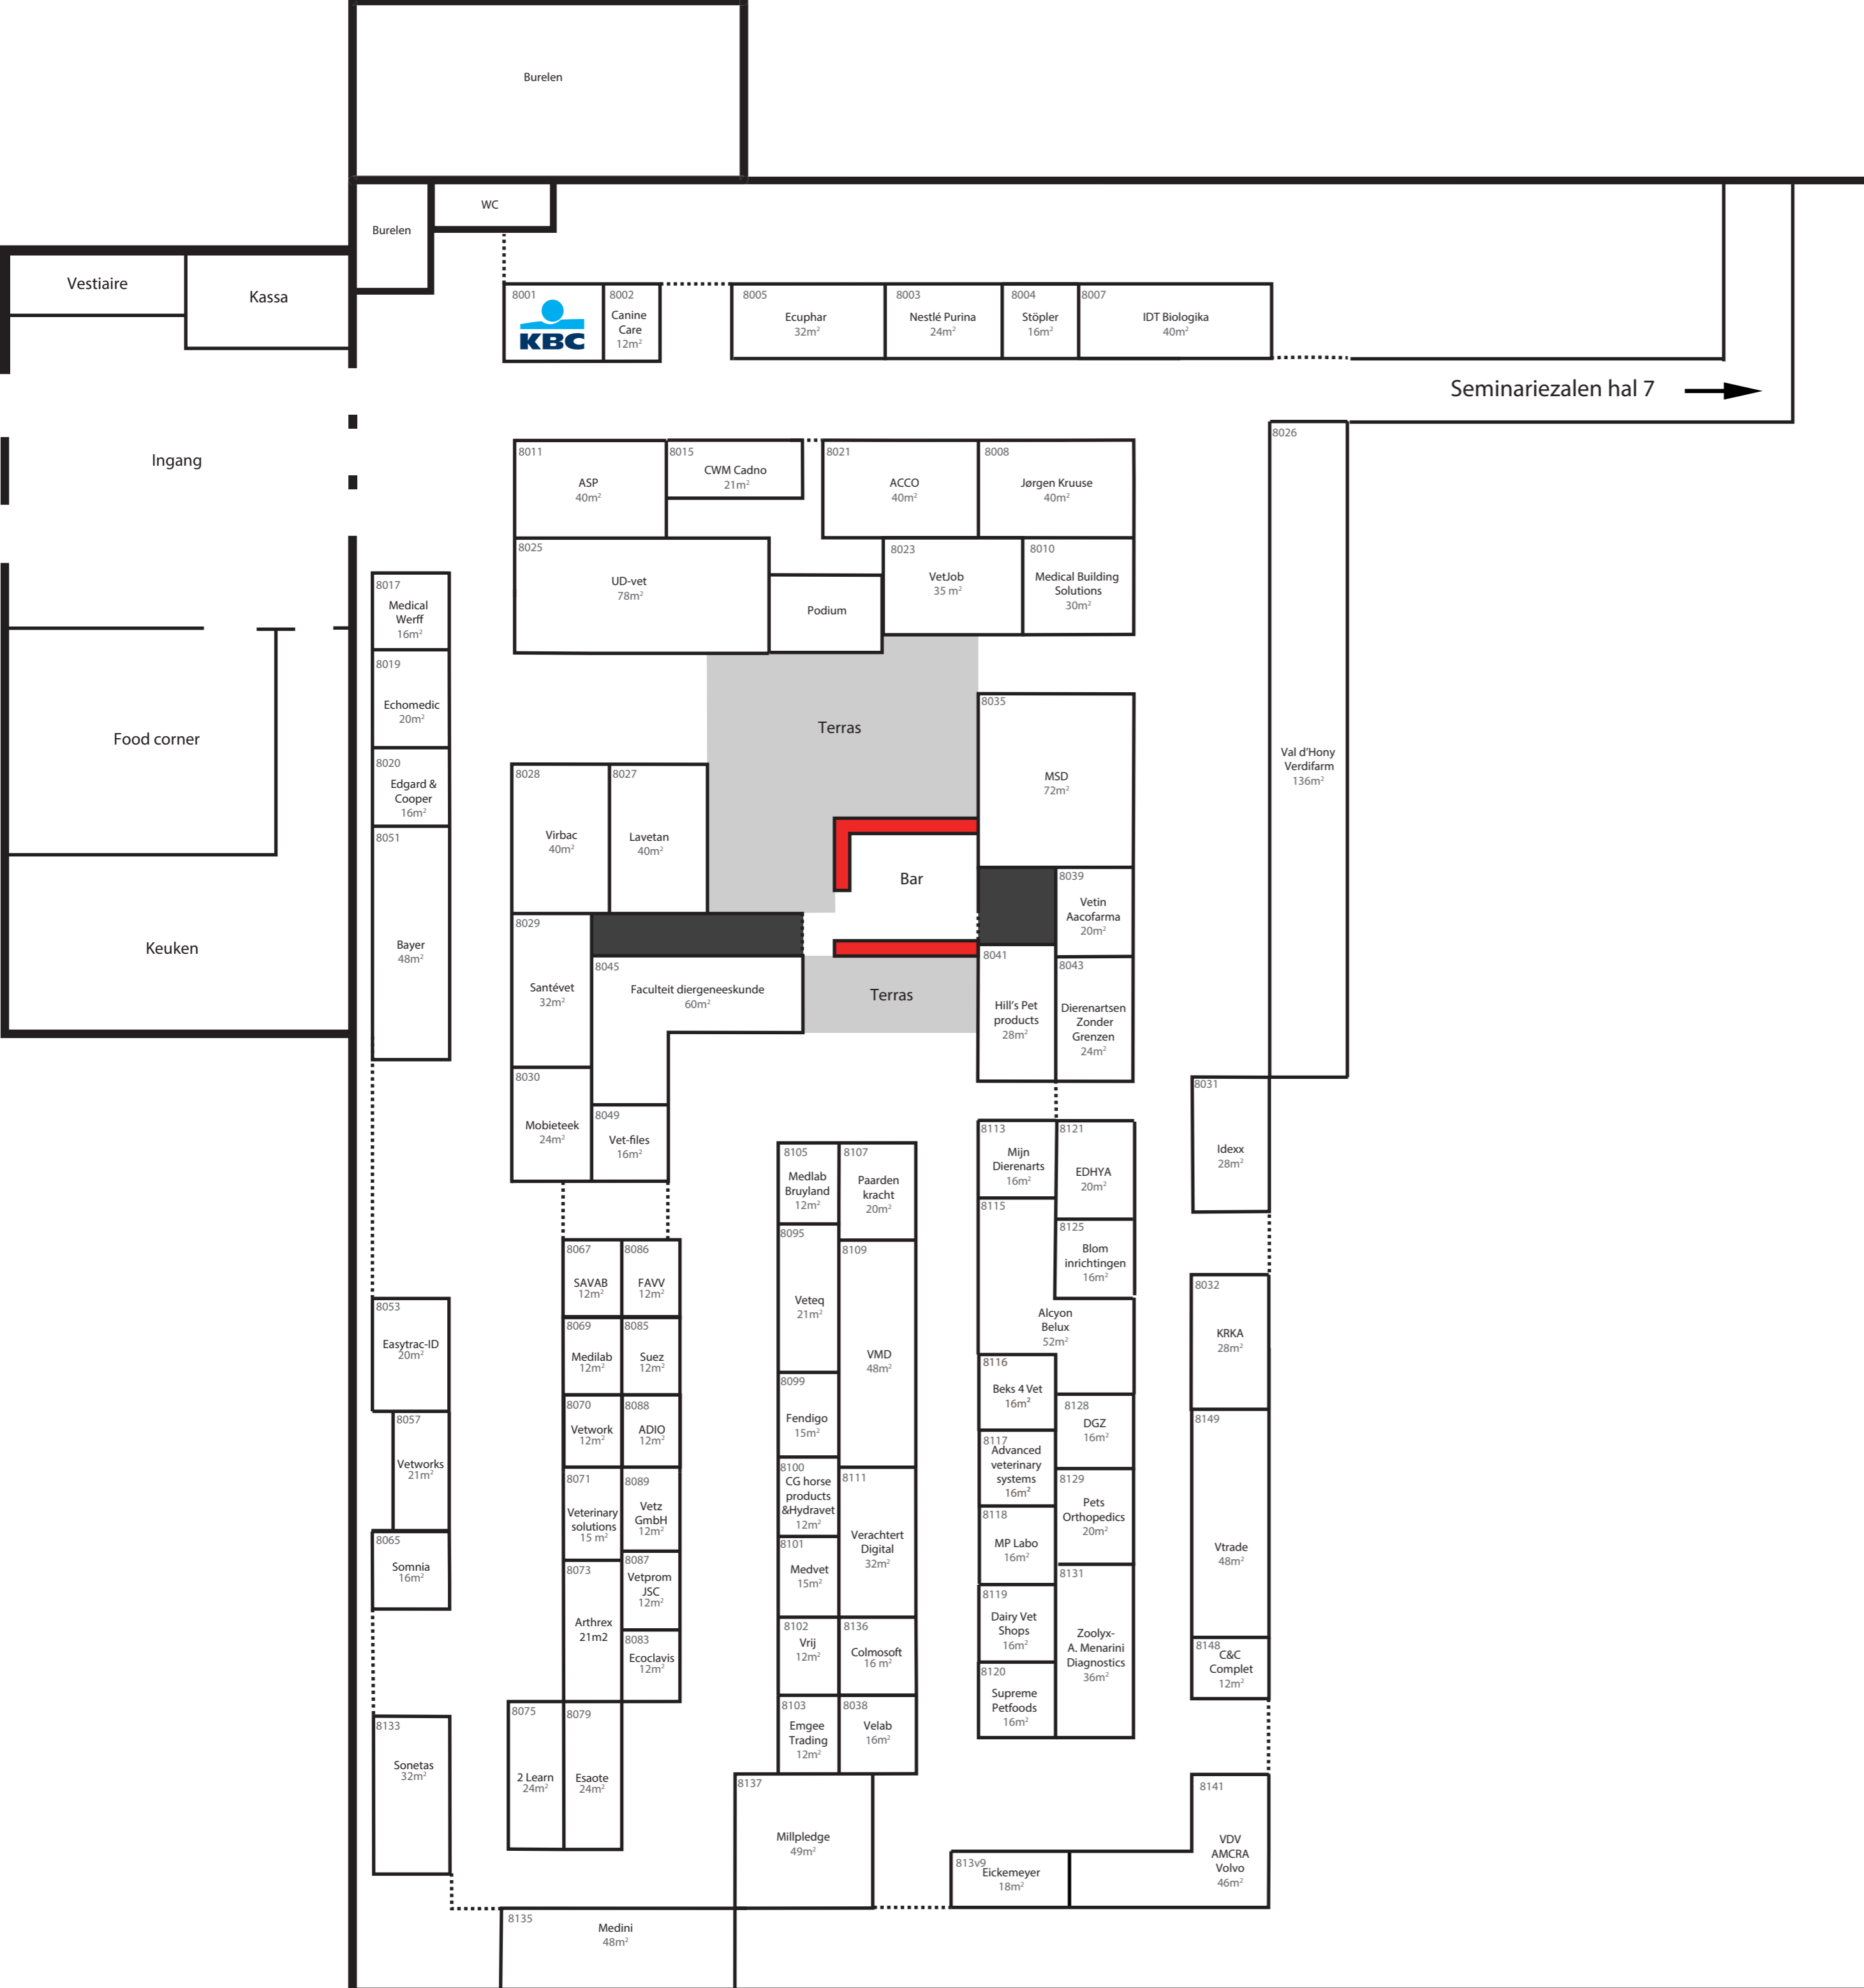 Burelen
WC
Burelen
Vestiaire
Kassa
8001
KBC
8002
Canine
Care
12m²
8005
Ecuphar
32m²
8003
Nestlé Purina
24m²
8004
Stöpler
16m²
8007
IDT Biologika
40m²
Seminariezalen hal 7
Ingang
8011
ASP
40m²
8015
CWM Cadno
21m²
8021
ACCO
40m²
8008
Jørgen Kruuse
40m²
8026
Val d'Hony
Verdifarm
136m²
8025
UD-vet
78m²
Podium
8023
VetJob
35 m²
8010
Medical Building
Solutions
30m²
8017
Medical
Werff
16m²
8019
Echomedic
20m²
8020
Edgard &
Cooper
16m²
8051
Bayer
48m²
Food corner
Keuken
Terras
8035
MSD
72m²
8028
Virbac
40m²
8027
Lavetan
40m²
Bar
8039
Vetin
Aacofarma
20m²
8029
Santévet
32m²
8045
Faculteit diergeneeskunde
60m²
Terras
8041
Hill's Pet
products
28m²
8043
Dierenartsen
Zonder
Grenzen
24m²
8030
Mobieteek
24m²
8049
Vet-files
16m²
8031
Idexx
28m²
8105
Medlab
Bruyland
12m²
8107
Paarden
kracht
20m²
8113
Mijn
Dierenarts
16m²
8121
EDHYA
20m²
8115
Alcyon
Belux
52m²
8125
Blom
inrichtingen
16m²
8067
SAVAB
12m²
8086
FAVV
12m²
8095
Veteq
21m²
8109
VMD
48m²
8032
KRKA
28m²
8053
Easytrac-ID
20m²
8069
Medilab
12m²
8085
Suez
12m²
8099
Fendigo
15m²
8116
Beks 4 Vet
16m²
8128
DGZ
16m²
8149
Vtrade
48m²
8057
Vetworks
21m²
8070
Vetwork
12m²
8088
ADIO
12m²
8100
CG horse
products
&Hydravet
12m²
8111
Verachtert
Digital
32m²
8117
Advanced
veterinary
systems
16m²
8129
Pets
Orthopedics
20m²
8071
Veterinary
solutions
15 m²
8089
Vetz
GmbH
12m²
8065
Somnia
16m²
8101
Medvet
15m²
8118
MP Labo
16m²
8073
Arthrex
21m2
8087
Vetprom
JSC
12m²
8131
Zoolyx-
A. Menarini
Diagnostics
36m²
8119
Dairy Vet
Shops
16m²
8083
Ecoclavis
12m²
8102
Vrij
12m²
8136
Colmosoft
16 m²
8148
C&C
Complet
12m²
8120
Supreme
Petfoods
16m²
8103
Emgee
Trading
12m²
8038
Velab
16m²
8133
Sonetas
32m²
8075
2 Learn
24m²
8079
Esaote
24m²
8137
Millpledge
49m²
8141
VDV
AMCRA
Volvo
46m²
813v9
Eickemeyer
18m²
8135
Medini
48m²